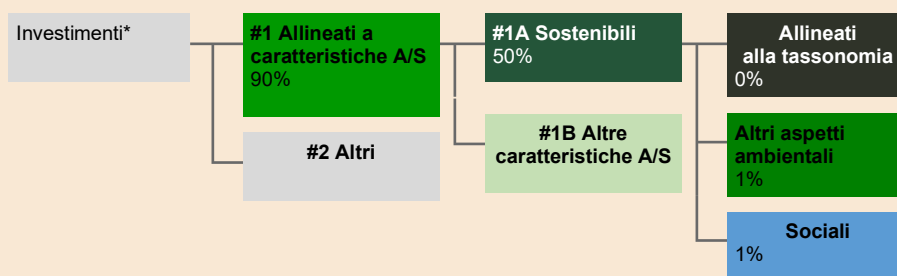 Investimenti*
#1 Allineati a
caratteristiche A/S
90%
#2 Altri
#1A Sostenibili
50%
#1B Altre
caratteristiche A/S
Allineati
alla tassonomia
0%
Altri aspetti
ambientali
1%
Sociali
1%